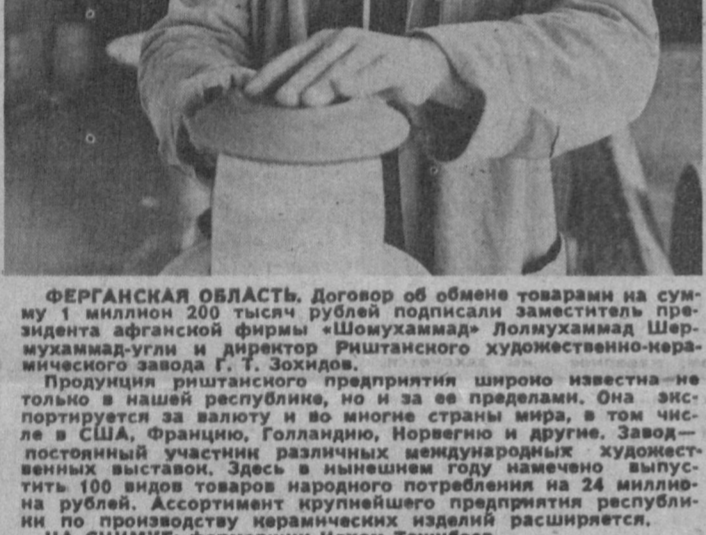 ФЕРГАНСКАЯ ОБЛАСТЬ. Договор об обмене товарами на сум-
му 1 миллион 200 тысяч рублей подписали заместитель пре-
зидента афганской фирмы «Шомухаммад» Лолмухаммад Шер-
мухаммад-угли и директор Риштанского художественно-кера-
мического завода Г. Т. Зохидов.
Продукция риштанского предприятия широко известна не
только в нашей республике, но и за ее пределами. Она экс-
портируется за валюту и во многие страны мира, в том чис-
ле в США, Францию, Голландию, Норвегию и другие. Завод—
постоянный участник различных международных художест-
венных выставок. Здесь в нынешнем году намечено выпус-
тить 100 видов товаров народного потребления на 24 миллио-
на рублей. Ассортимент крупнейшего предприятия республи-
ки по производству керамических изделий расширяется.
НА СНИМКЕ: формовщик